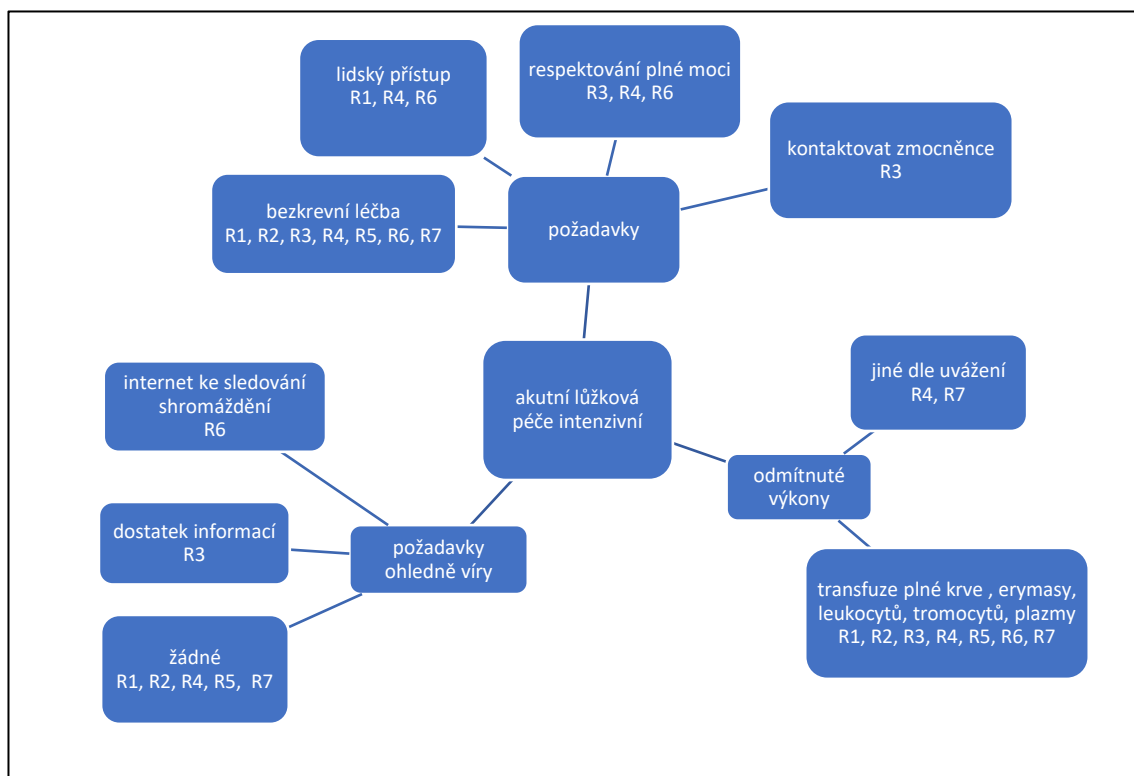 lidský přístup
R1, R4, R6
respektování plné moci
R3, R4, R6
kontaktovat zmocněnce
R3
bezkrevní léčba
R1, R2, R3, R4, R5, R6, R7
požadavky
internet ke sledování
shromáždění
R6
akutní lůžková
péče intenzivní
jiné dle uvážení
R4, R7
odmítnuté
výkony
dostatek informací
R3
požadavky
ohledně víry
transfuze plné krve , erymasy,
leukocytů, tromocytů, plazmy
R1, R2, R3, R4, R5, R6, R7
žádné
R1, R2, R4, R5,  R7